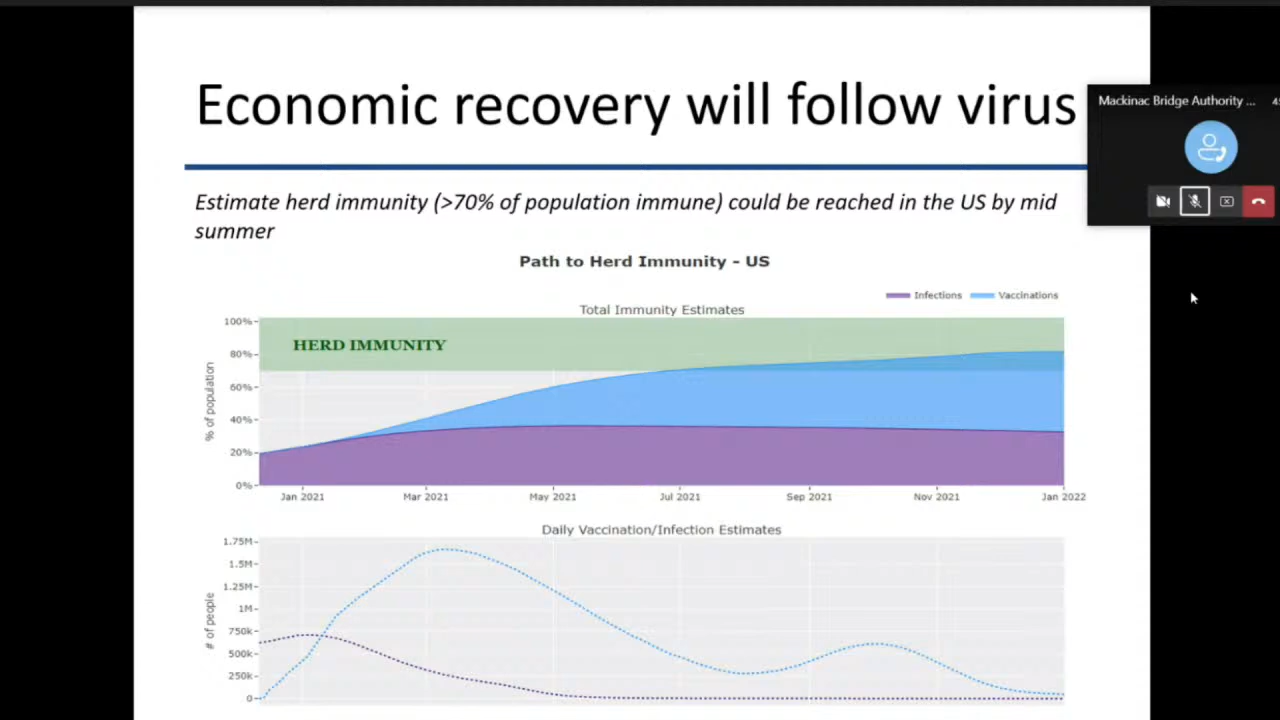 Economic recovery will follow virus
Mackinac Bridge Authority ...
Estimate herd immunity (>70% of population immune) could be reached in the US by mid
summer
Path to Herd Immunity - US
Infections
Vaccinations
Total Immunity Estimates
HERD IMMUNITY
% of population
100%
80%
60%
40%
20%
0%
Jan 2021
Mar 2021
May 2021
Jul 2021
Sep 2021
Nov 2021
Jan 2022
Daily Vaccination/Infection Estimates
# of people
1.75M
1.5M
1.25M
1M
750k
500k
250k
0